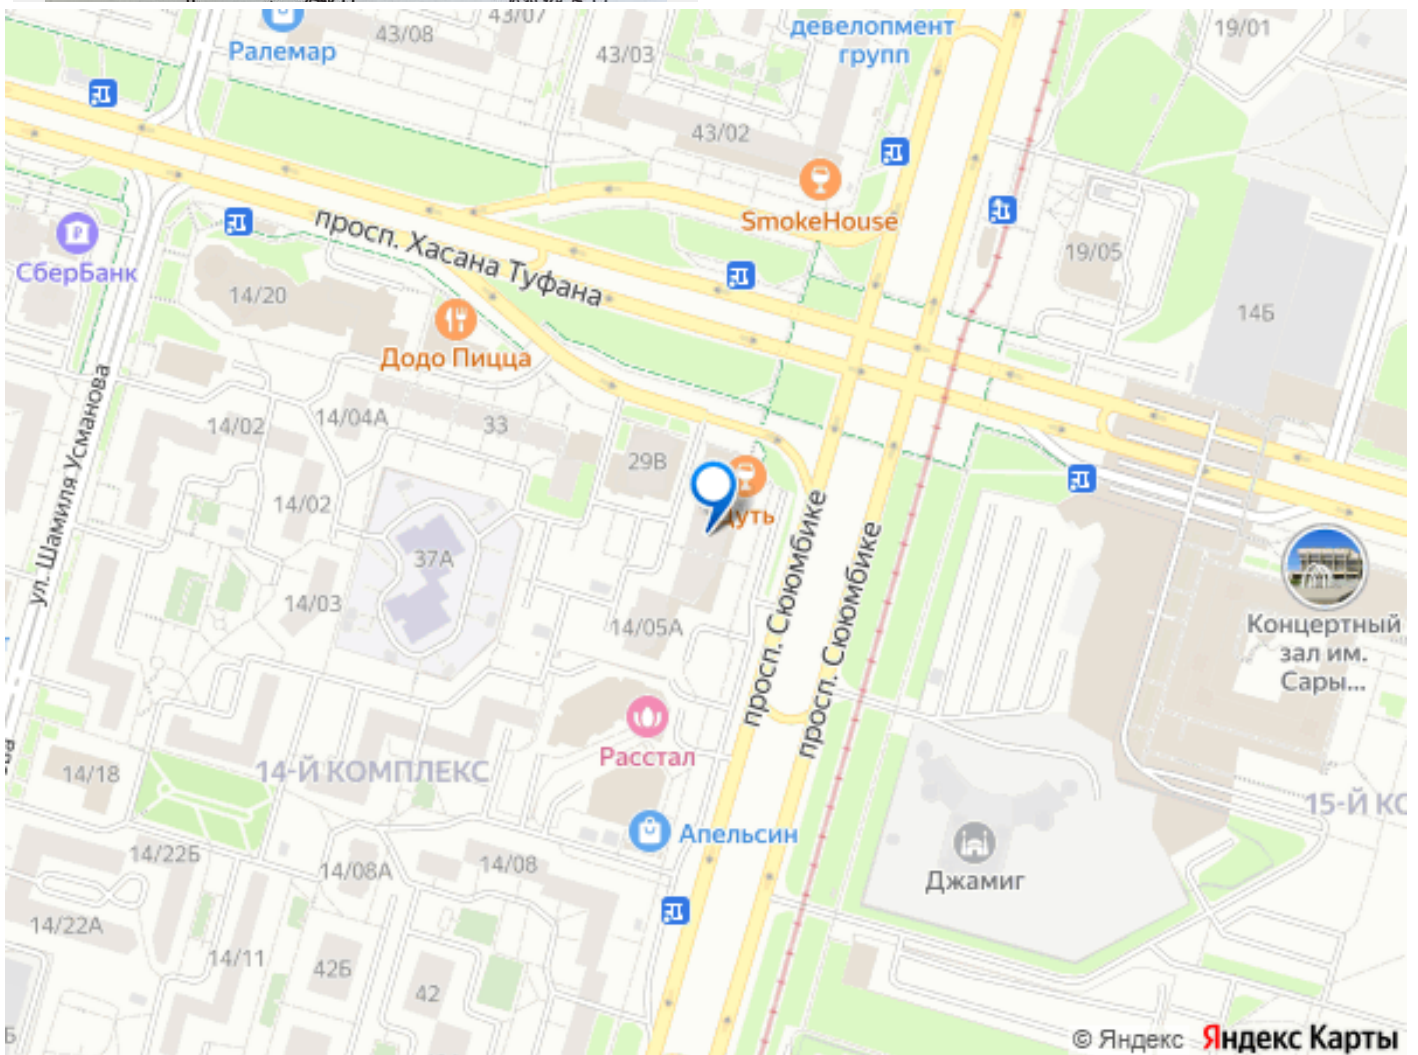 43/07
девелопмент
групп
19/01
Ралемар
43/08
43/03
43/02
SmokeHouse
просп. Хасана Туфана
СберБанк
14/20
19/05
14Б
Додо Пицца
ул. Шамиля Усманова
14/02
14/04А
33
29В
14/02
37А
14/03
14/05А
просп. Сююмбике
просп. Сююмбике
Концертный
зал им.
Сары...
Расстал
14/18
14-Й КОМПЛЕКС
15-Й КО
Апельсин
14/22Б
14/08А
14/08
Джамиг
14/22А
14/11
42Б
42
© Яндекс Яндекс Карты